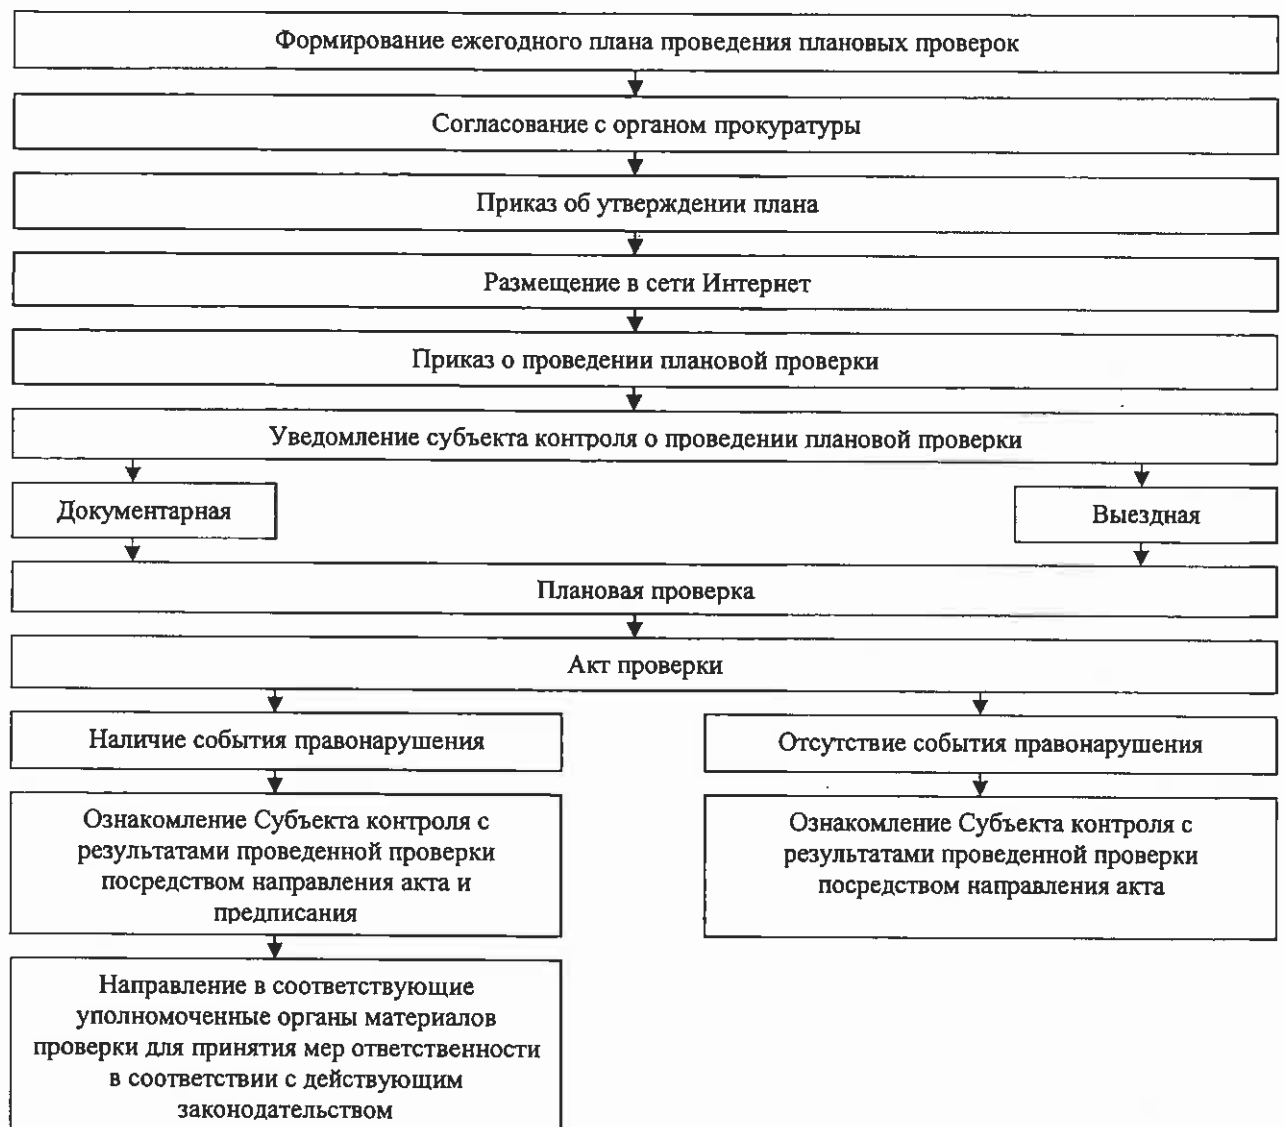 Формирование ежегодного плана проведения плановых проверок
Согласование с органом прокуратуры
Приказ об утверждении плана
Размещение в сети Интернет
Приказ о проведении плановой проверки
Уведомление субъекта контроля о проведении плановой проверки
Документарная
Выездная
Плановая проверка
Акт проверки
Наличие события правонарушения
Отсутствие события правонарушения
Ознакомление Субъекта контроля с
результатами проведенной проверки
посредством направления акта и
предписания
Ознакомление Субъекта контроля с
результатами проведенной проверки
посредством направления акта
Направление в соответствующие
уполномоченные органы материалов
проверки для принятия мер ответственности
в соответствии с действующим
законодательством